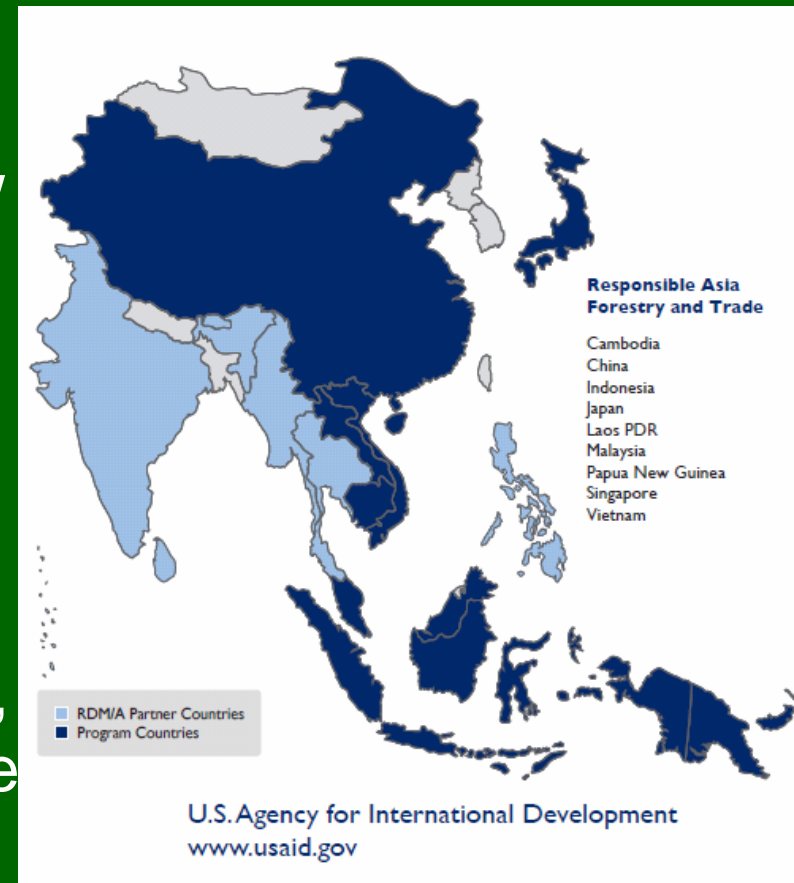 Responsible Asia
Forestry and Trade
Cambodia
China
Indonesia
Japan
Laos PDR
Malaysia
Papua New Guinea
Singapore
Vietnam
RDM/A Partner Countries
Program Countries
U.S. Agency for International Development
www.usaid.gov